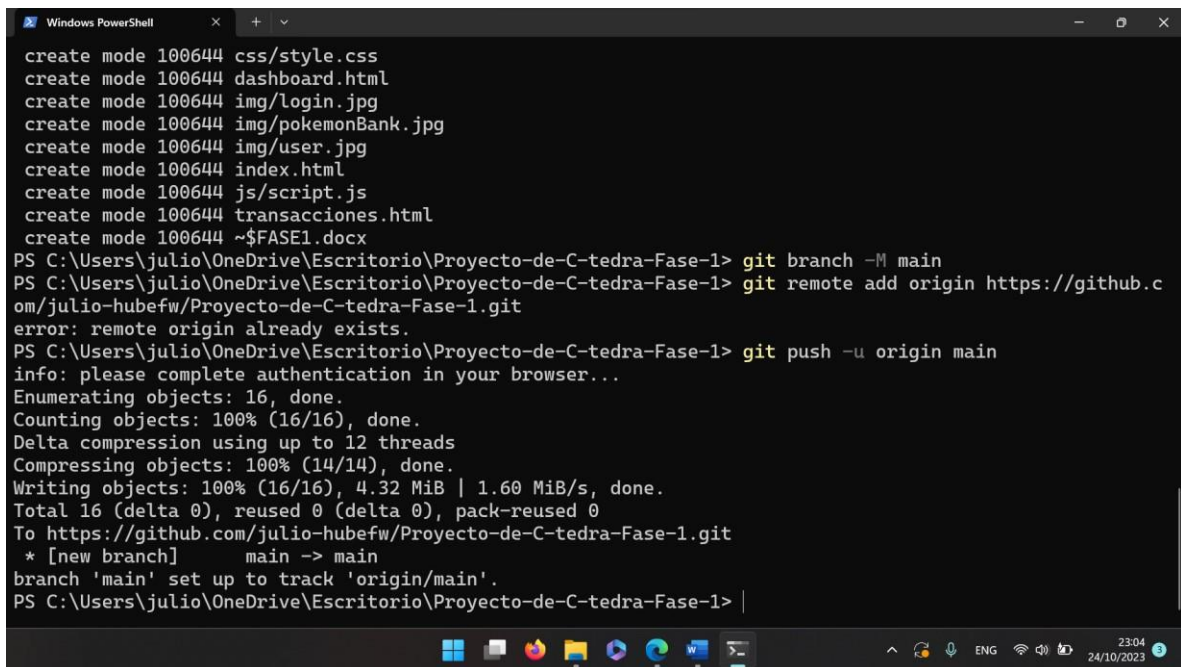 Windows PowerShell
create mode 100644 css/style.css
create mode 100644 dashboard.html
create mode 100644 img/login.jpg
create mode 100644 img/pokemonBank.jpg
create mode 100644 img/user.jpg
create mode 100644 index.html
create mode 100644 js/script.js
create mode 100644 transacciones.html
create mode 100644 ~$FASE1.docx
PS C:\Users\julio\OneDrive\Escritorio\Proyecto-de-C-tedra-Fase-1> git branch -M main
PS C:\Users\julio\OneDrive\Escritorio\Proyecto-de-C-tedra-Fase-1> git remote add origin https://github.c
om/julio-hubefw/Proyecto-de-C-tedra-Fase-1.git
error: remote origin already exists.
PS C:\Users\julio\OneDrive\Escritorio\Proyecto-de-C-tedra-Fase-1> git push -u origin main
info: please complete authentication in your browser...
Enumerating objects: 16, done.
Counting objects: 100% (16/16), done.
Delta compression using up to 12 threads
Compressing objects: 100% (14/14), done.
Writing objects: 100% (16/16), 4.32 MiB | 1.60 MiB/s, done.
Total 16 (delta 0), reused 0 (delta 0), pack-reused 0
To https://github.com/julio-hubefw/Proyecto-de-C-tedra-Fase-1.git
 * [new branch]      main -> main
branch 'main' set up to track 'origin/main'.
PS C:\Users\julio\OneDrive\Escritorio\Proyecto-de-C-tedra-Fase-1>
ENG
23:04
24/10/2023
3